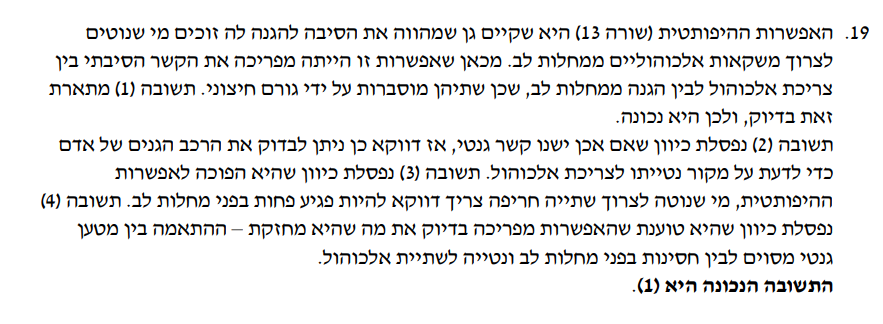 19. האפשרות ההיפותטית (שורה 13) היא שקיים גן שמהווה את הסיבה להגנה לה זוכים מי שנוטים
לצרוך משקאות אלכוהוליים ממחלות לב. מכאן שאפשרות זו הייתה מפריכה את הקשר הסיבתי בין
צריכת אלכוהול לבין הגנה ממחלות לב, שכן שתיהן מוסברות על ידי גורם חיצוני. תשובה (1) מתארת
זאת בדיוק, ולכן היא נכונה.
תשובה (2) נפסלת כיוון שאם אכן ישנו קשר גנטי, אז דווקא כן ניתן לבדוק את הרכב הגנים של אדם
כדי לדעת על מקור נטייתו לצריכת אלכוהול. תשובה (3) נפסלת כיוון שהיא הפוכה לאפשרות
ההיפותטית, מי שנוטה לצרוך שתייה חריפה צריך דווקא להיות פגיע פחות בפני מחלות לב. תשובה (4)
נפסלת כיוון שהיא טוענת שהאפשרות מפריכה בדיוק את מה שהיא מחזקת – ההתאמה בין מטען
גנטי מסוים לבין חסינות בפני מחלות לב ונטייה לשתיית אלכוהול.
התשובה הנכונה היא (1).